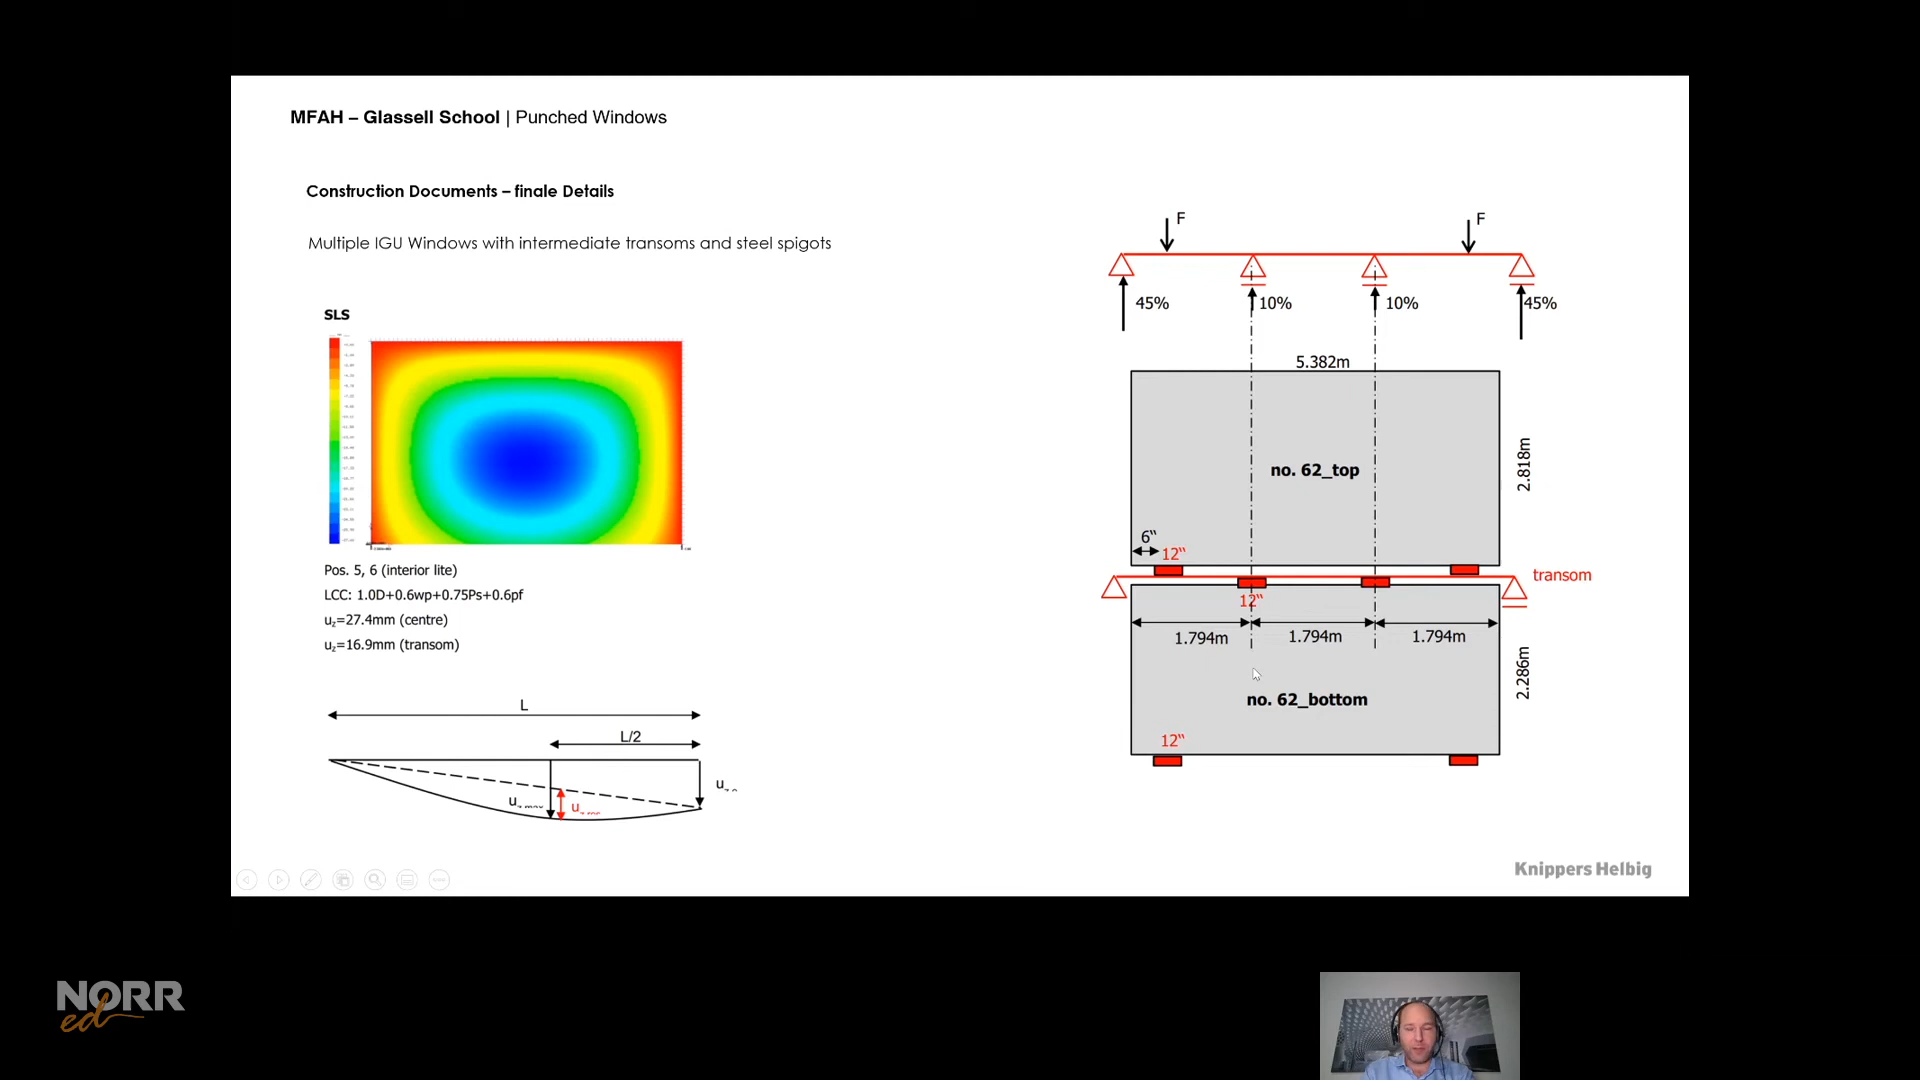 MFAH – Glassell School | Punched Windows
Construction Documents – finale Details
Multiple IGU Windows with intermediate transoms and steel spigots
SLS
Pos. 5, 6 (interior lite)
LCC: 1.0D+0.6wp+0.75Ps+0.6pf
uz=27.4mm (centre)
uz=16.9mm (transom)
L
L/2
F
F
45%
10%
10%
45%
5.382m
no. 62_top
2.818m
6“
12“
transom
12“
1.794m
1.794m
1.794m
2.286m
no. 62_bottom
12“
Knippers Helbig
NORR
ed